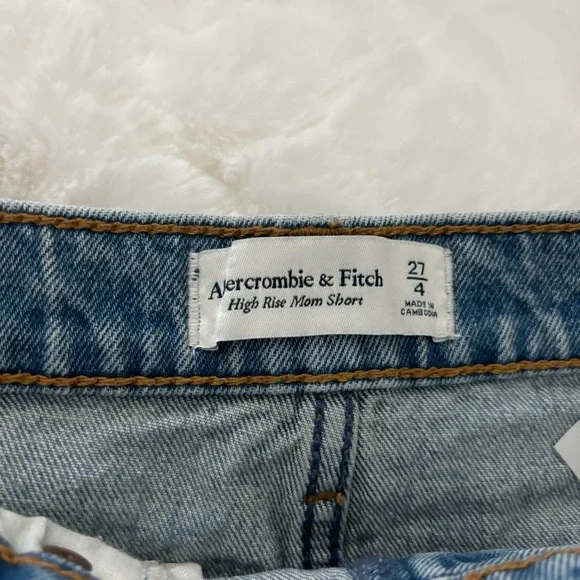 Abercrombie & Fitch
High Rise Mom Short
27
4
MADE IN
CAMBODIA